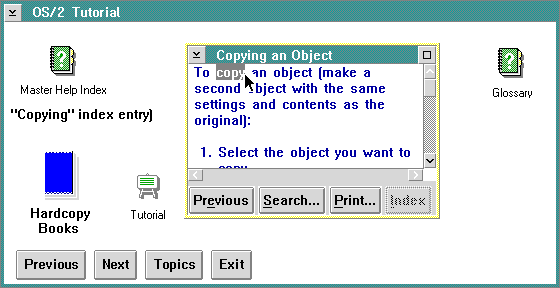 OS/2 Tutorial
Master Help Index
"Copying" index entry)
Hardcopy
Books
Tutorial
Copying an Object
To copy an object (make a
second object with the same
settings and contents as the
original):
1. Select the object you want to
Previous
Search...
Print...
Index
Glossary
Previous
Next
Topics
Exit